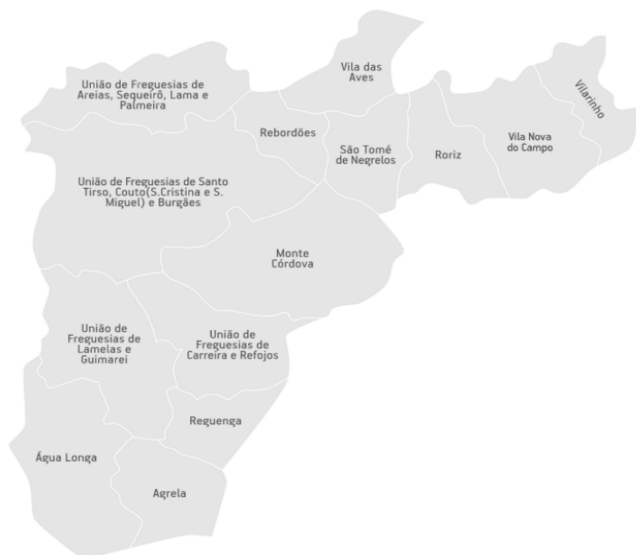 União de Freguesias de
Areias, Sequeirô, Lama e
Palmeira
Vila das
Aves
Vilarinho
Rebordões
São Tomé
de Negrelos
Roriz
Vila Nova
do Campo
União de Freguesias de Santo
Tirso, Couto(S.Cristina e S.
Miguel) e Burgães
Monte
Córdova
União de
Freguesias de
Lamelas e
Guimarei
União de
Freguesias de
Carreira e Refojos
Reguenga
Água Longa
Agrela